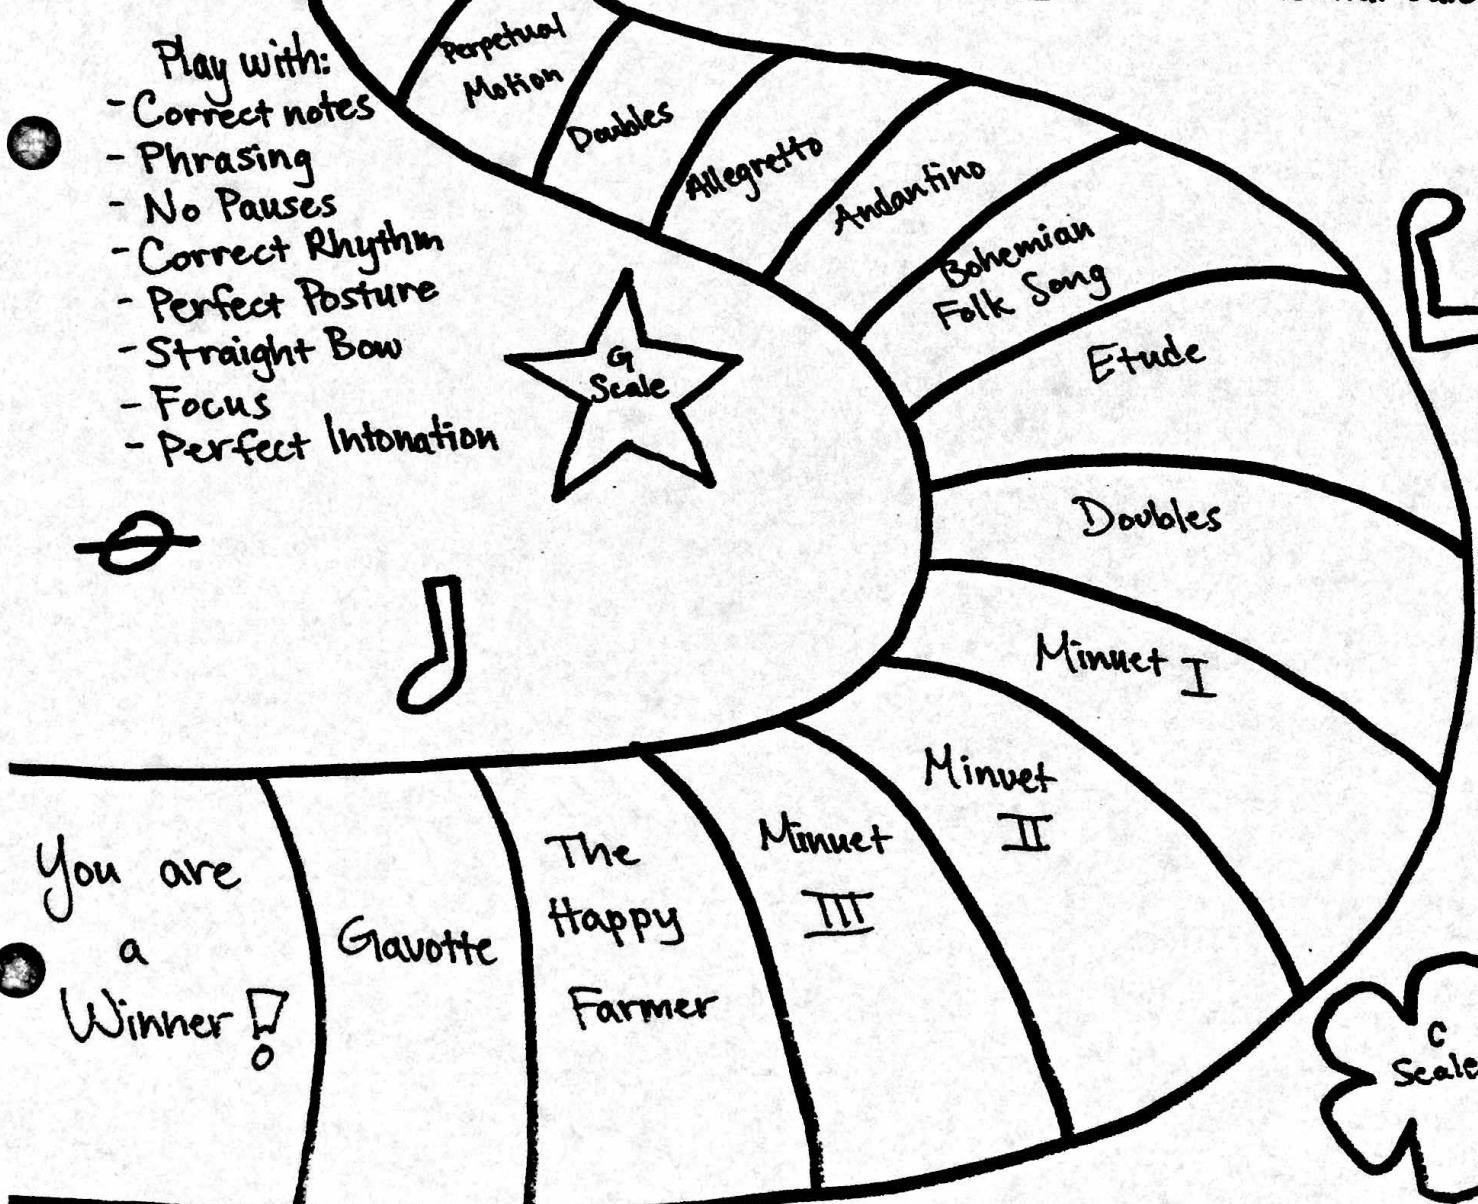 Play with:
- Correct notes
- Phrasing
- No Pauses
- Correct Rhythm
- Perfect Posture
- Straight Bow
- Focus
- Perfect Intonation
Perpetual
Motion
Doubles
Allegretto
Andantino
Bohemian
Folk Song
Etude
Doubles
Minuet I
Minuet
II
Minuet
III
The
Happy
Farmer
Gavotte
You are
a
Winner!
G
Scale
C
Scale